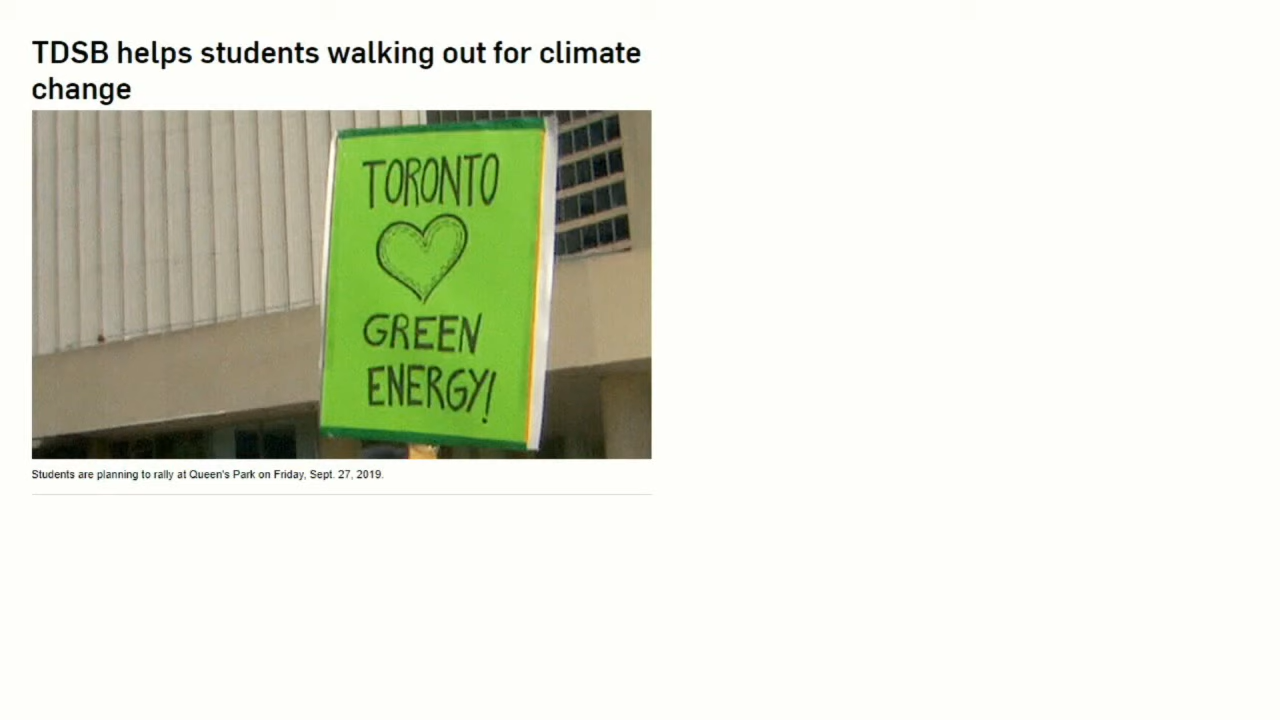 TDSB helps students walking out for climate
change
TORONTO
GREEN
ENERGY!
Students are planning to rally at Queen's Park on Friday, Sept. 27, 2019.